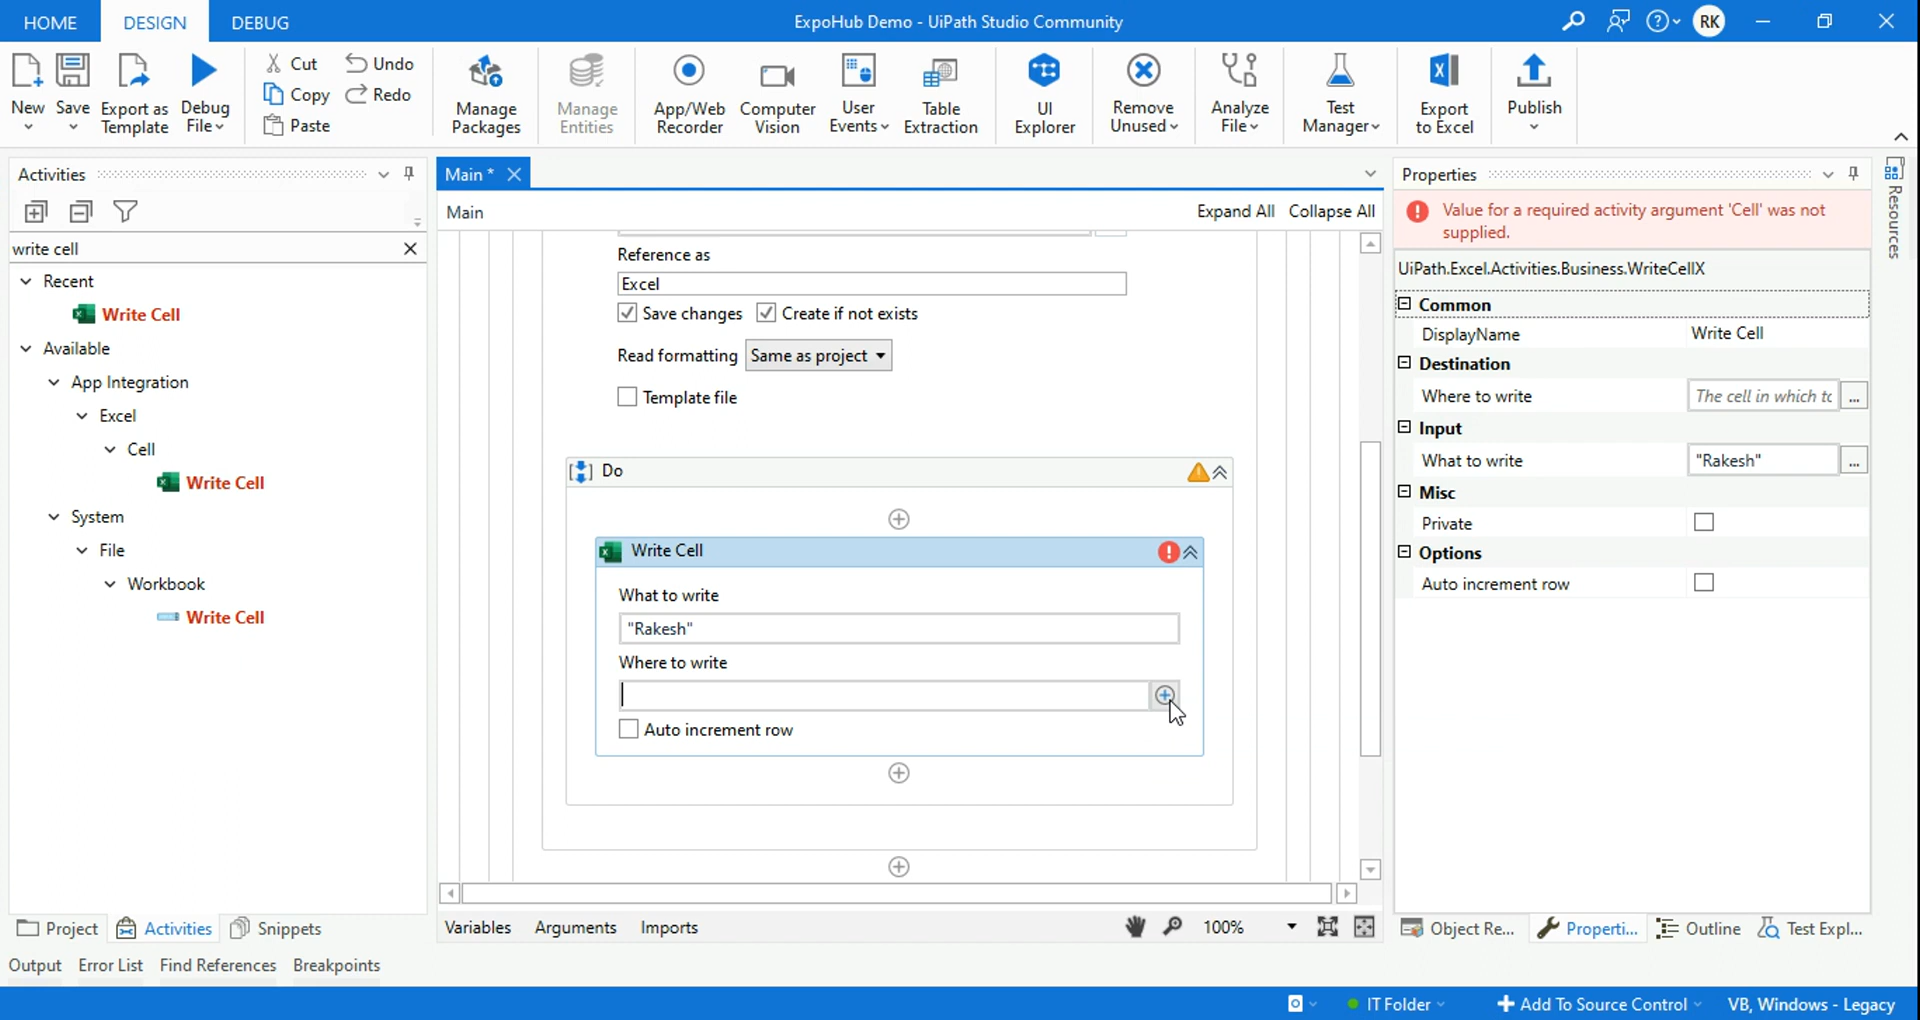 HOME DESIGN DEBUG ExpoHub Demo - UiPath Studio Community RK
New
Save
Export as
Template
Debug
File
Cut
Copy
Paste
Undo
Redo
Manage
Packages
Manage
Entities
App/Web
Recorder
Computer
Vision
User
Events
Table
Extraction
UI
Explorer
Remove
Unused
Analyze
File
Test
Manager
Export
to Excel
Publish
Activities
write cell
Recent
Write Cell
Available
App Integration
Excel
Cell
Write Cell
System
File
Workbook
Write Cell
Project Activities Snippets
Main *
Main Expand All Collapse All
Reference as
Excel
Save changes Create if not exists
Read formatting Same as project
Template file
Do
Write Cell
What to write
"Rakesh"
Where to write
Auto increment row
Variables Arguments Imports 100%
Properties
Value for a required activity argument 'Cell' was not
supplied.
UiPath.Excel.Activities.Business.WriteCellX
Common
DisplayName Write Cell
Destination
Where to write The cell in which tc ...
Input
What to write "Rakesh" ...
Misc
Private
Options
Auto increment row
Object Re... Properti... Outline Test Expl...
Resources
Output Error List Find References Breakpoints
IT Folder Add To Source Control VB, Windows - Legacy